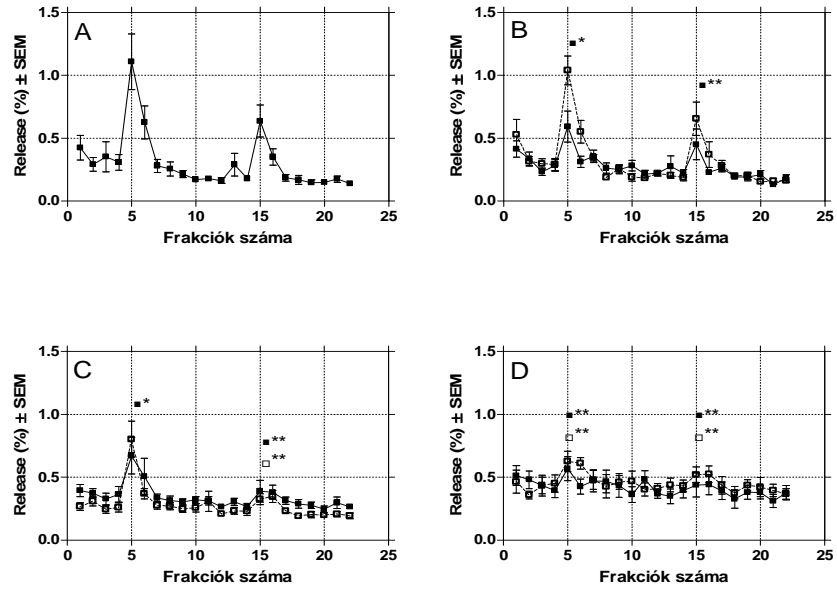 A
1.5
1.0
0.5
0.0
Release (%) ± SEM
0 5 10 15 20 25
Frakciók száma
B
1.5
1.0
0.5
0.0
Release (%) ± SEM
■ *
■ **
0 5 10 15 20 25
Frakciók száma
C
1.5
1.0
0.5
0.0
Release (%) ± SEM
■ *
■ **
□ **
0 5 10 15 20 25
Frakciók száma
D
1.5
1.0
0.5
0.0
Release (%) ± SEM
■ ** ■ **
□ ** □ **
0 5 10 15 20 25
Frakciók száma